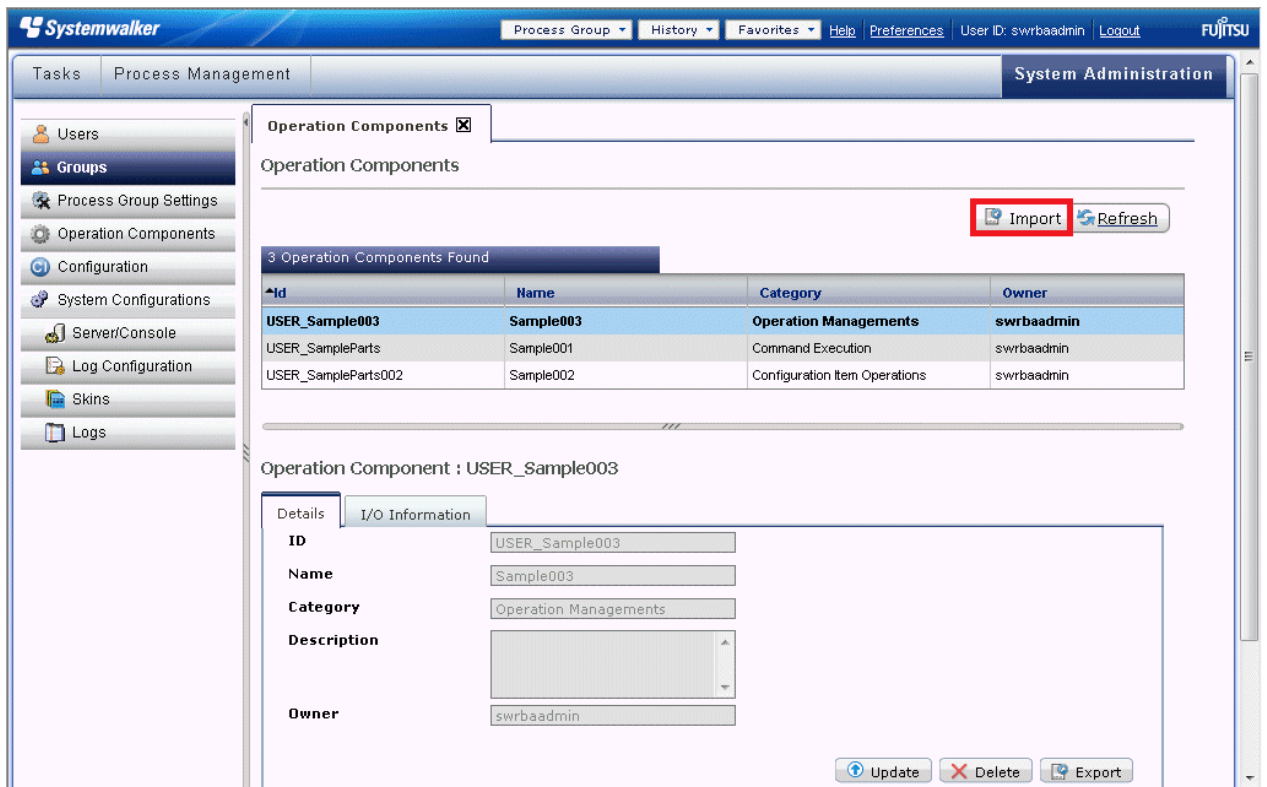 Systemwalker Process Group History Favorites Help Preferences User ID: swrbaadmin Logout FUJITSU
Tasks Process Management System Administration
Users
Groups
Process Group Settings
Operation Components
Configuration
System Configurations
Server/Console
Log Configuration
Skins
Logs
Operation Components
Operation Components
Import Refresh
3 Operation Components Found
Id Name Category Owner
USER_Sample003 Sample003 Operation Managements swrbaadmin
USER_SampleParts Sample001 Command Execution swrbaadmin
USER_SampleParts002 Sample002 Configuration Item Operations swrbaadmin
Operation Component : USER_Sample003
Details I/O Information
ID USER_Sample003
Name Sample003
Category Operation Managements
Description
Owner swrbaadmin
Update Delete Export